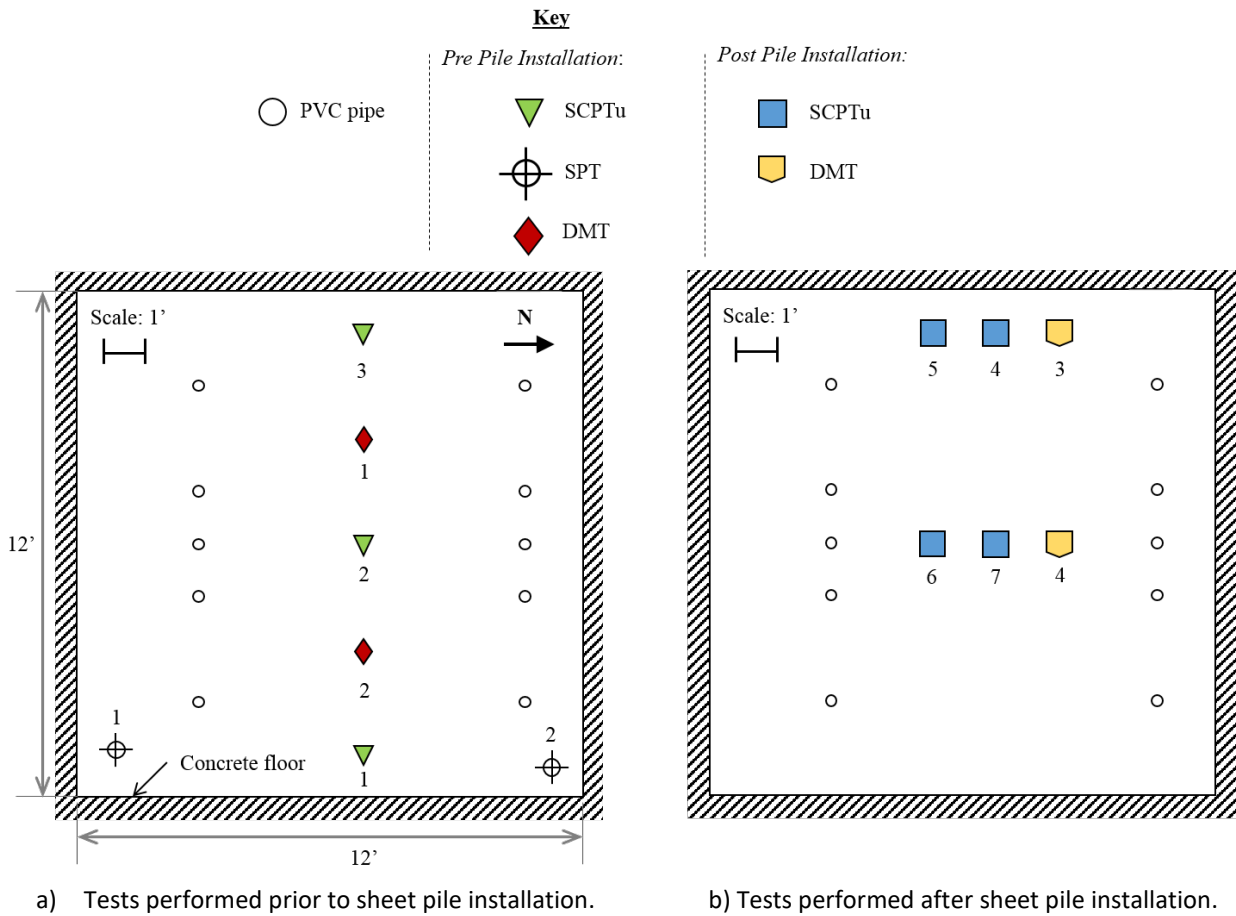 Key
Pre Pile Installation:
Post Pile Installation:
PVC pipe
SCPTu
SCPTu
SPT
DMT
DMT
Scale: 1’
N
3
1
2
2
1
1
2
Concrete floor
12’
12’
Scale: 1’
5 4 3
6 7 4
a) Tests performed prior to sheet pile installation.
b) Tests performed after sheet pile installation.